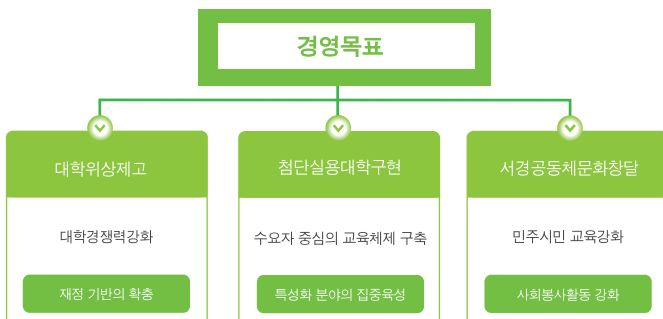 경영목표
대학위상제고
첨단실용대학구현
서경공동체문화창달
대학경쟁력강화
수요자 중심의 교육체제 구축
민주시민 교육강화
재정 기반의 확충
특성화 분야의 집중육성
사회봉사활동 강화